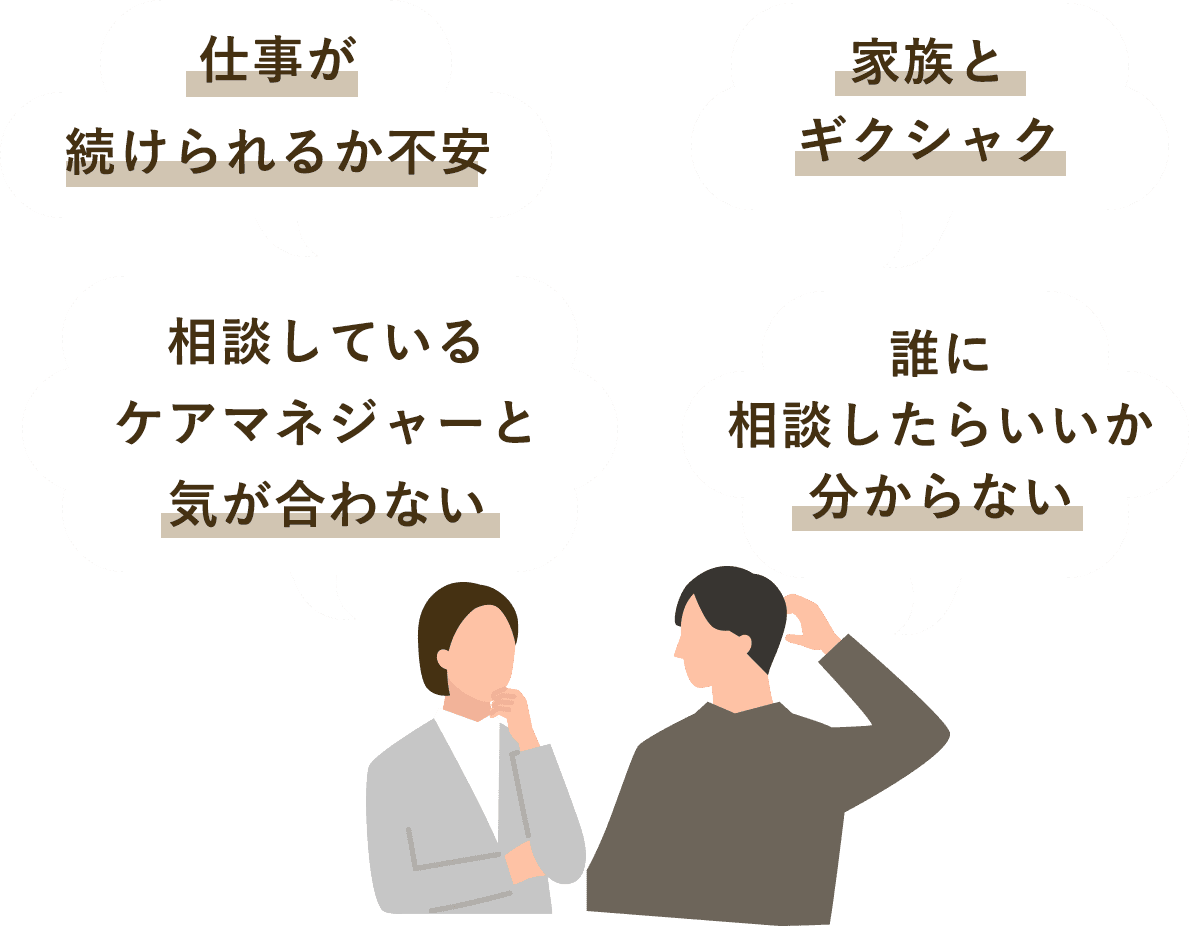 仕事が
続けられるか不安
家族と
ギクシャク
相談している
ケアマネジャーと
気が合わない
誰に
相談したらいいか
分からない